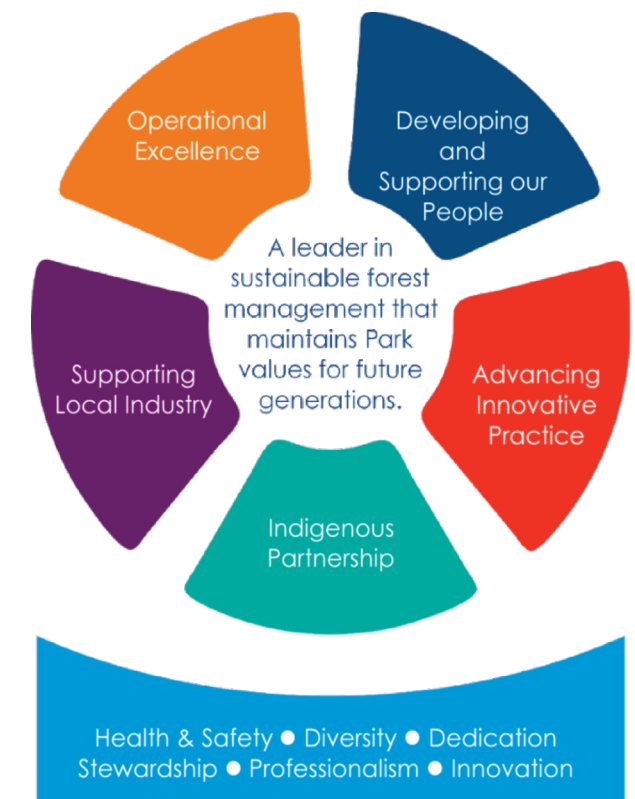 Operational
Excellence
Developing
and
Supporting our
People
A leader in
sustainable forest
management that
maintains Park
values for future
generations.
Supporting
Local Industry
Advancing
Innovative
Practice
Indigenous
Partnership
Health & Safety ● Diversity ● Dedication
Stewardship ● Professionalism ● Innovation